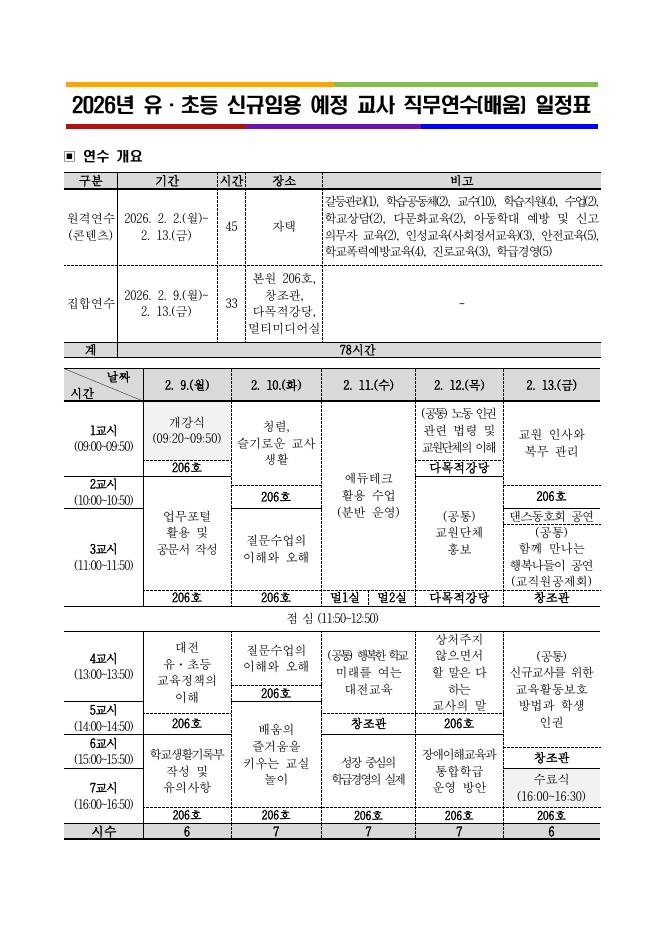 2026년 유 · 초등 신규임용 예정 교사 직무연수(배움) 일정표
▣ 연수 개요
구분 기간 시간 장소 비고
원격연수 (콘텐츠) 2026. 2. 2.(월)~ 2. 13.(금) 45 자택
갈등관리(1), 학습공동체(2), 교수(10), 학습지원(4), 수업(2),
학교상담(2), 다문화교육(2), 아동학대 예방 및 신고
의무자 교육(2), 인성교육(사회정서교육)(3), 안전교육(5),
학교폭력예방교육(4), 진로교육(3), 학급경영(5)
집합연수 2026. 2. 9.(월)~ 2. 13.(금) 33
본원 206호,
창조관,
다목적강당,
멀티미디어실
-
계 78시간
날짜
시간
2. 9.(월) 2. 10.(화) 2. 11.(수) 2. 12.(목) 2. 13.(금)
1교시
(09:00~09:50)
개강식
(09:20~09:50)
206호
청렴,
슬기로운 교사
생활
206호
에듀테크
활용 수업
(분반 운영)
멀1실 멀2실
(공통) 노동 인권
관련 법령 및
교원단체의 이해
다목적강당
교원 인사와
복무 관리
206호
2교시
(10:00~10:50)
3교시
(11:00~11:50)
업무포털
활용 및
공문서 작성
206호
질문수업의
이해와 오해
206호
(공통)
교원단체
홍보
다목적강당
댄스동호회 공연
(공통)
함께 만나는
행복나들이 공연
(교직원공제회)
창조관
점 심 (11:50~12:50)
4교시
(13:00~13:50)
5교시
(14:00~14:50)
대전
유 · 초등
교육정책의
이해
206호
질문수업의
이해와 오해
206호
(공통) 행복한 학교
미래를 여는
대전교육
창조관
상처주지
않으면서
할 말은 다
하는
교사의 말
206호
(공통)
신규교사를 위한
교육활동보호
방법과 학생
인권
창조관
6교시
(15:00~15:50)
7교시
(16:00~16:50)
학교생활기록부
작성 및
유의사항
206호
배움의
즐거움을
키우는 교실
놀이
206호
성장 중심의
학급경영의 실제
206호
장애이해교육과
통합학급
운영 방안
206호
수료식
(16:00~16:30)
206호
시수 6 7 7 7 6